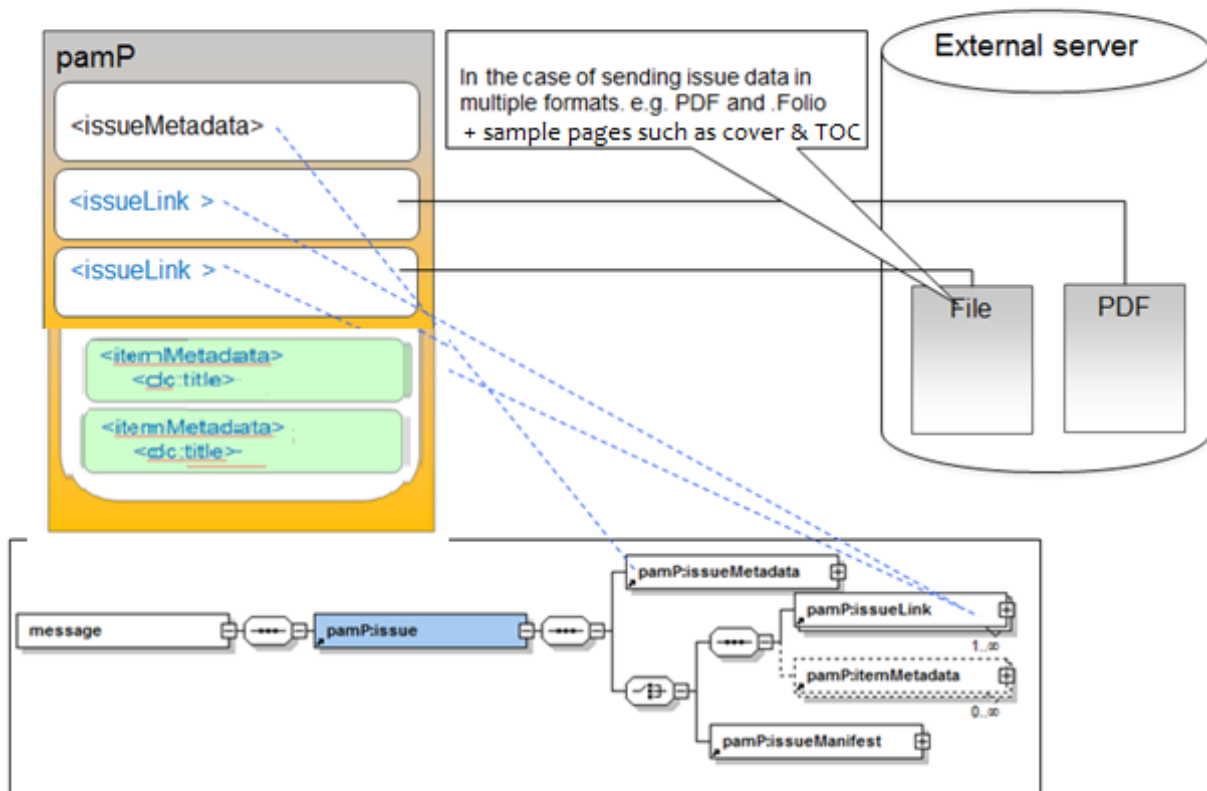 pamP
<issueMetadata>
<issueLink >
<issueLink >
<itemMetadata>
<dc:title>
<itemMetadata>
<dc:title>
In the case of sending issue data in
multiple formats. e.g. PDF and .Folio
+ sample pages such as cover & TOC
External server
File
PDF
message
pamP:issue
pamP:issueMetadata
pamP:issueLink
1..∞
pamP:itemMetadata
0..∞
pamP:issueManifest